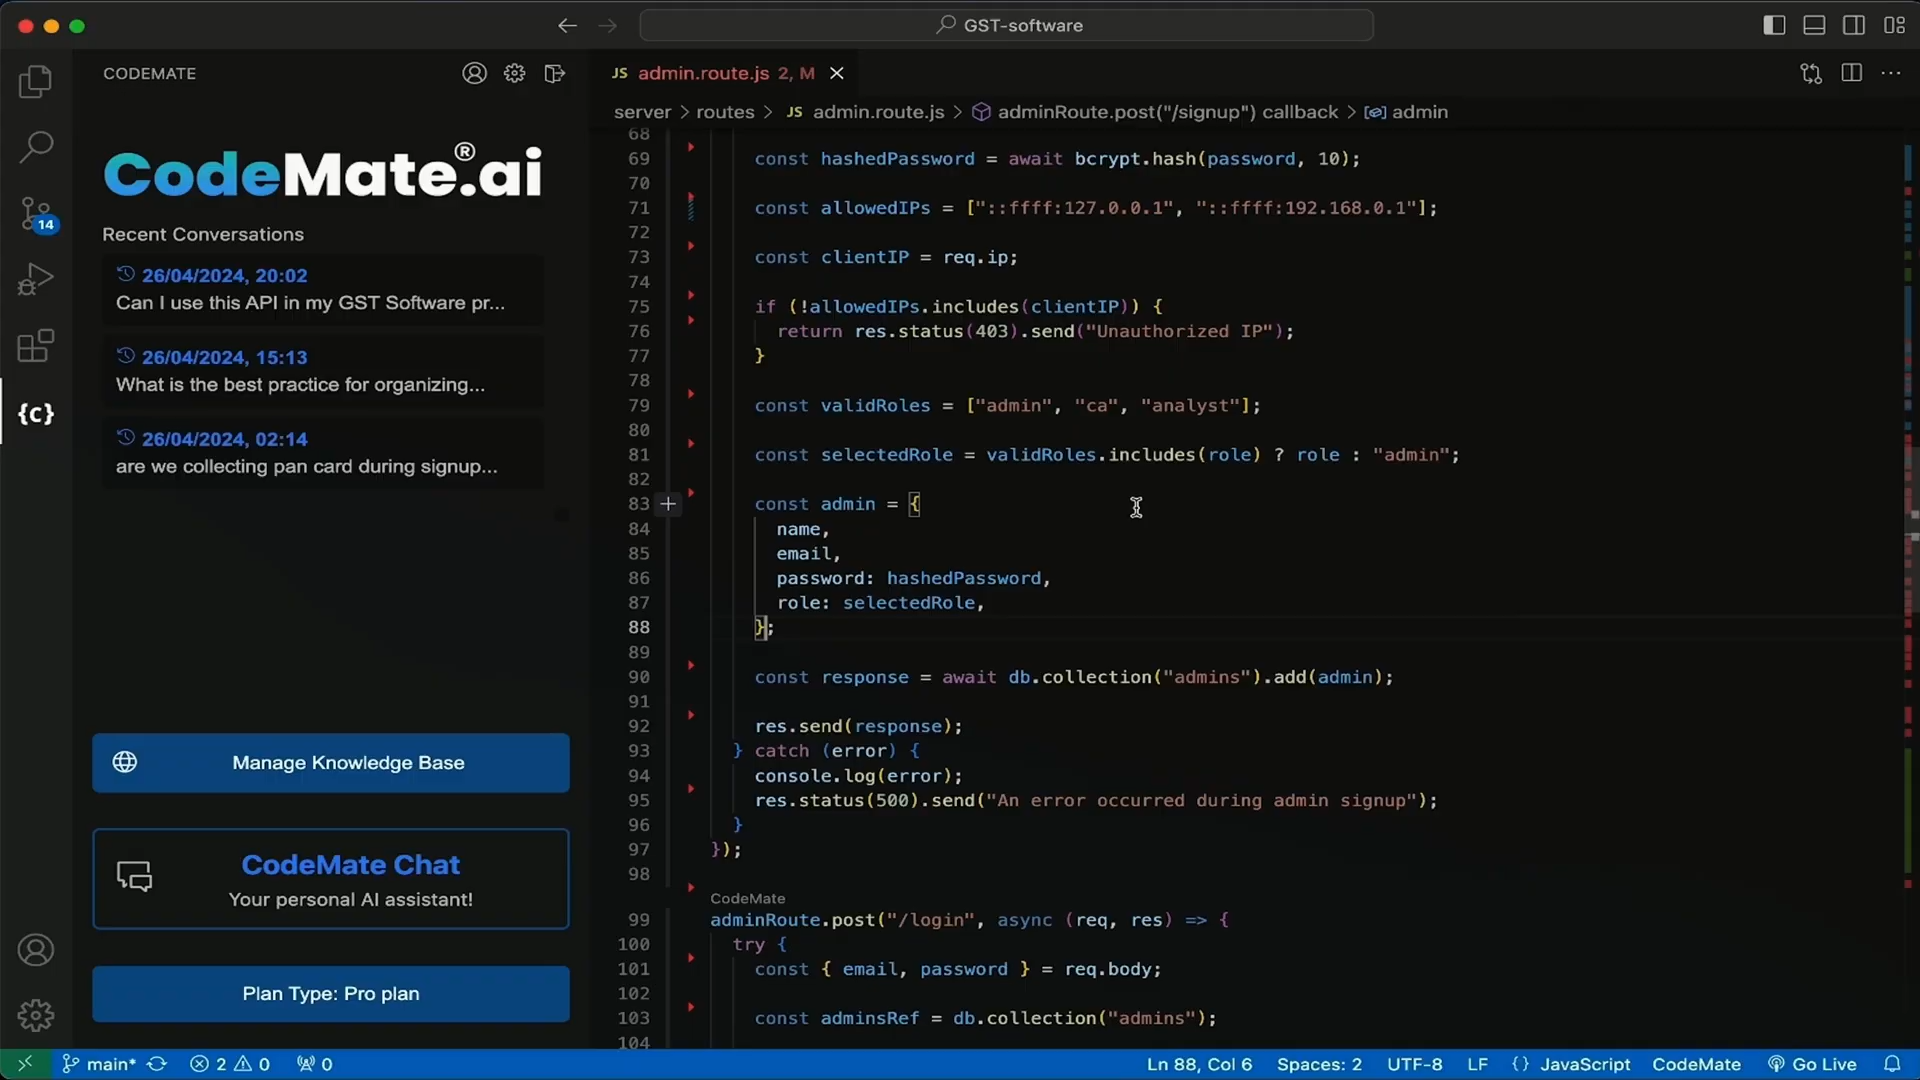 GST-software
CODEMATE
JS admin.route.js 2, M
server > routes > JS admin.route.js > adminRoute.post("/signup") callback > admin
CodeMate®.ai
Recent Conversations
26/04/2024, 20:02
Can I use this API in my GST Software pr...
26/04/2024, 15:13
What is the best practice for organizing...
26/04/2024, 02:14
are we collecting pan card during signup...
Manage Knowledge Base
CodeMate Chat
Your personal AI assistant!
Plan Type: Pro plan
14
{c}
68
69 const hashedPassword = await bcrypt.hash(password, 10);
70
71 const allowedIPs = ["::ffff:127.0.0.1", "::ffff:192.168.0.1"];
72
73 const clientIP = req.ip;
74
75 if (!allowedIPs.includes(clientIP)) {
76 return res.status(403).send("Unauthorized IP");
77 }
78
79 const validRoles = ["admin", "ca", "analyst"];
80
81 const selectedRole = validRoles.includes(role) ? role : "admin";
82
83 const admin = {
84 name,
85 email,
86 password: hashedPassword,
87 role: selectedRole,
88 };
89
90 const response = await db.collection("admins").add(admin);
91
92 res.send(response);
93 } catch (error) {
94 console.log(error);
95 res.status(500).send("An error occurred during admin signup");
96 }
97 });
98
CodeMate
99 adminRoute.post("/login", async (req, res) => {
100 try {
101 const { email, password } = req.body;
102
103 const adminsRef = db.collection("admins");
104
main* 2 0 0 Ln 88, Col 6 Spaces: 2 UTF-8 LF {} JavaScript CodeMate Go Live